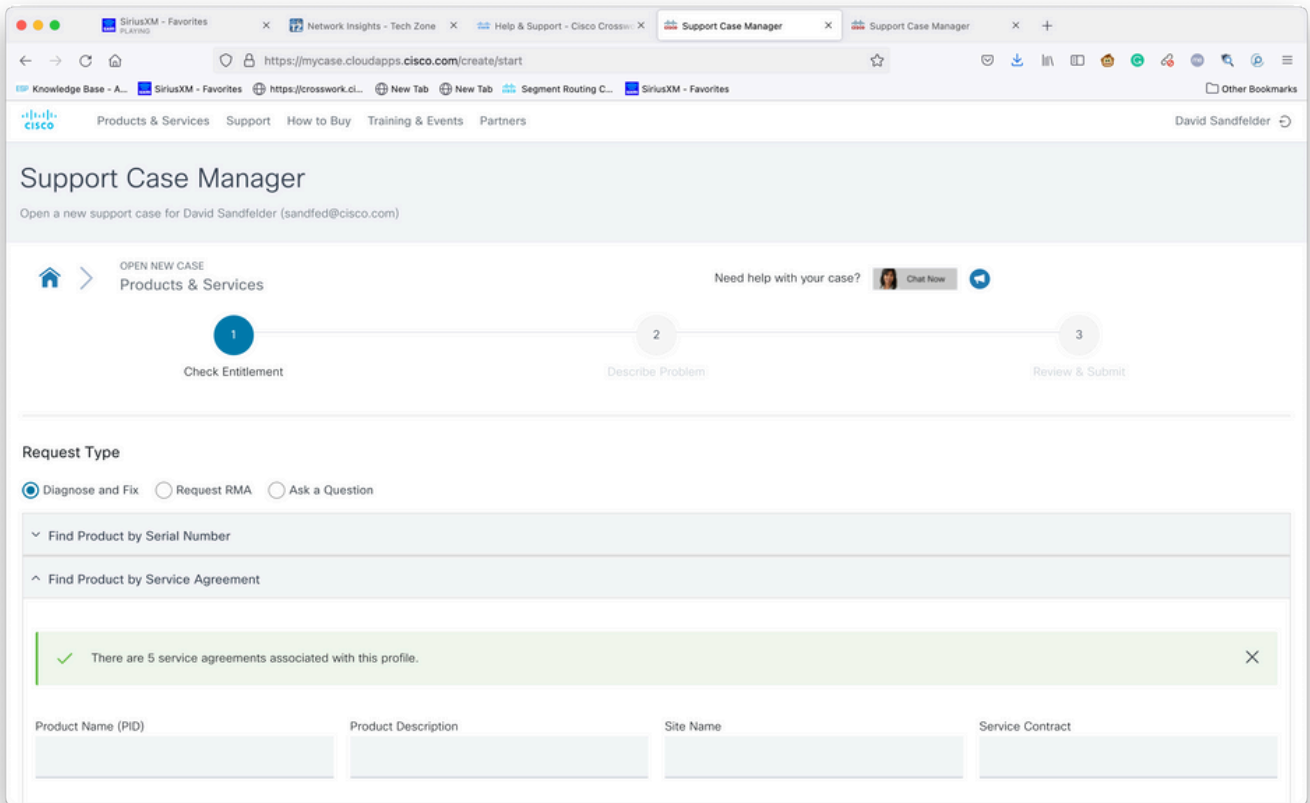 SiriusXM - Favorites
PLAYING
Network Insights - Tech Zone
Help & Support - Cisco Crossw
Support Case Manager
Support Case Manager
https://mycase.cloudapps.cisco.com/create/start
Knowledge Base - A...
SiriusXM - Favorites
https://crosswork.ci...
New Tab
New Tab
Segment Routing C...
SiriusXM - Favorites
Other Bookmarks
CISCO
Products & Services
Support
How to Buy
Training & Events
Partners
David Sandfelder
Support Case Manager
Open a new support case for David Sandfelder (sandfed@cisco.com)
OPEN NEW CASE
Products & Services
Need help with your case?
Chat Now
1
2
3
Check Entitlement
Describe Problem
Review & Submit
Request Type
Diagnose and Fix
Request RMA
Ask a Question
Find Product by Serial Number
Find Product by Service Agreement
There are 5 service agreements associated with this profile.
Product Name (PID)
Product Description
Site Name
Service Contract